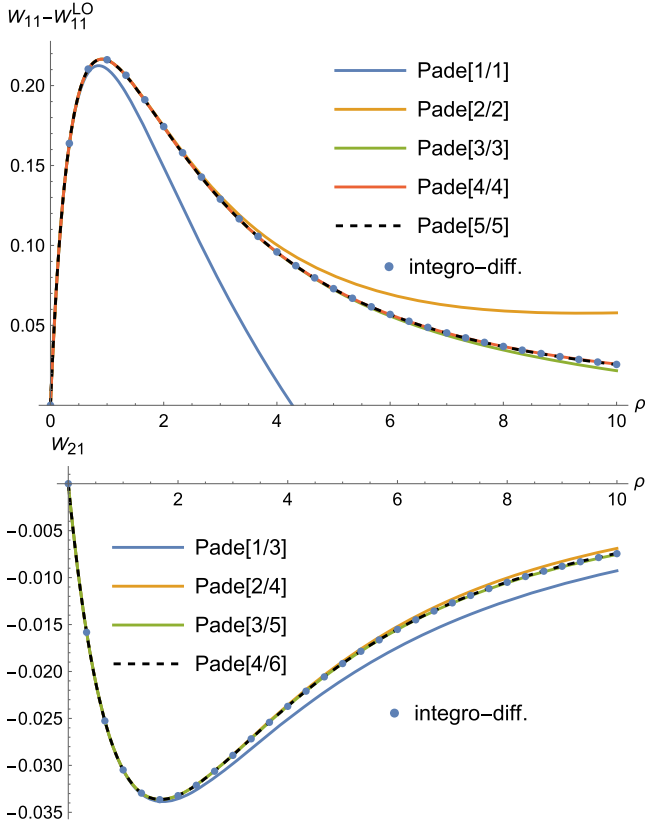 W₁₁−W₁₁ᴸᴼ
0.20
0.15
0.10
0.05
0 2 4 6 8 10 ρ
Pade[1/1]
Pade[2/2]
Pade[3/3]
Pade[4/4]
Pade[5/5]
integro−diff.
W₂₁
2 4 6 8 10 ρ
−0.005
−0.010
−0.015
−0.020
−0.025
−0.030
−0.035
Pade[1/3]
Pade[2/4]
Pade[3/5]
Pade[4/6]
integro−diff.